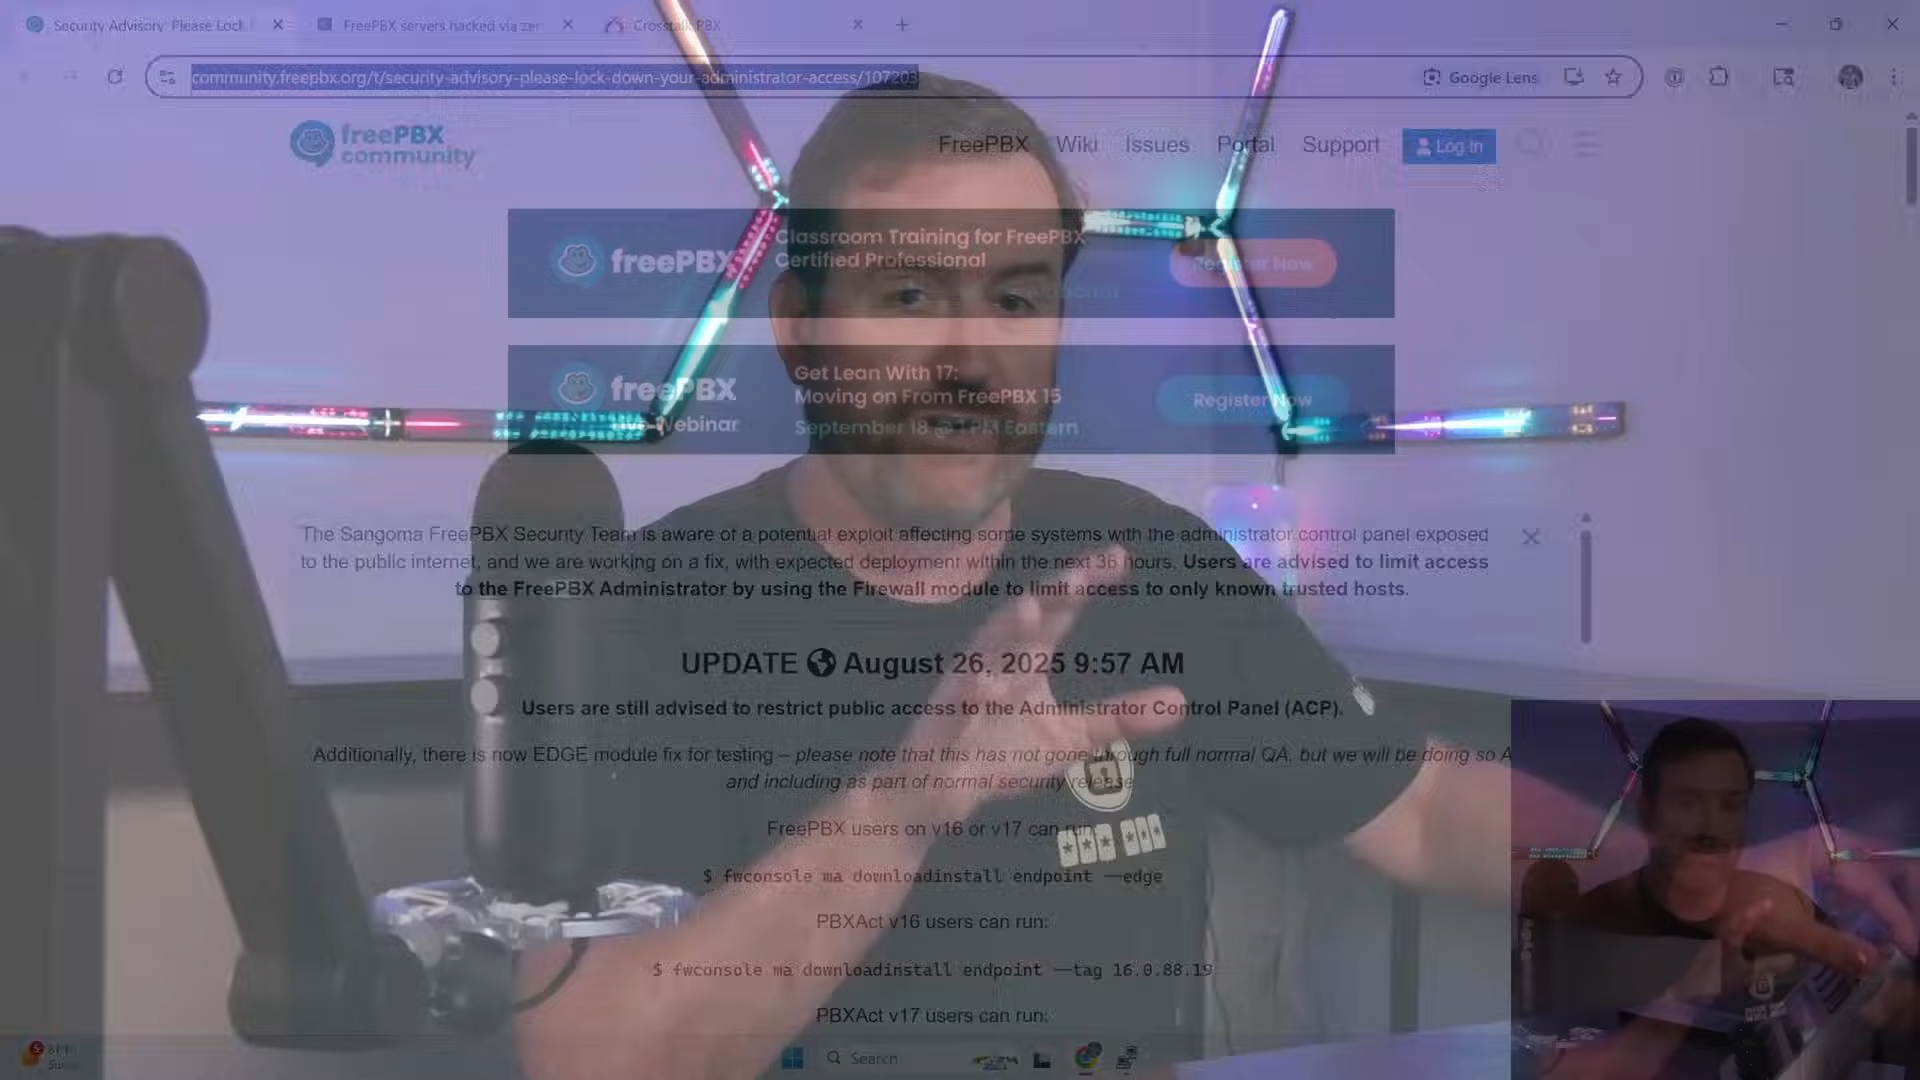 Security Advisory: Please Lock
FreePBX servers hacked via zer
Crosstalk PBX
community.freepbx.org/t/security-advisory-please-lock-down-your-administrator-access/107203
Google Lens
freePBX
community
FreePBX
Wiki
Issues
Portal
Support
Log In
freePBX
Classroom Training for FreePBX
Certified Professional
Register Now
freePBX
Live Webinar
Get Lean With 17:
Moving on From FreePBX 15
September 18 @ 1 PM Eastern
Register Now
The Sangoma FreePBX Security Team is aware of a potential exploit affecting some systems with the administrator control panel exposed
to the public internet, and we are working on a fix, with expected deployment within the next 36 hours. Users are advised to limit access
to the FreePBX Administrator by using the Firewall module to limit access to only known trusted hosts.
UPDATE August 26, 2025 9:57 AM
Users are still advised to restrict public access to the Administrator Control Panel (ACP).
Additionally, there is now EDGE module fix for testing – please note that this has not gone through full normal QA, but we will be doing so A
and including as part of normal security release
FreePBX users on v16 or v17 can run:
$ fwconsole ma downloadinstall endpoint --edge
PBXAct v16 users can run:
$ fwconsole ma downloadinstall endpoint --tag 16.0.88.19
PBXAct v17 users can run:
Search